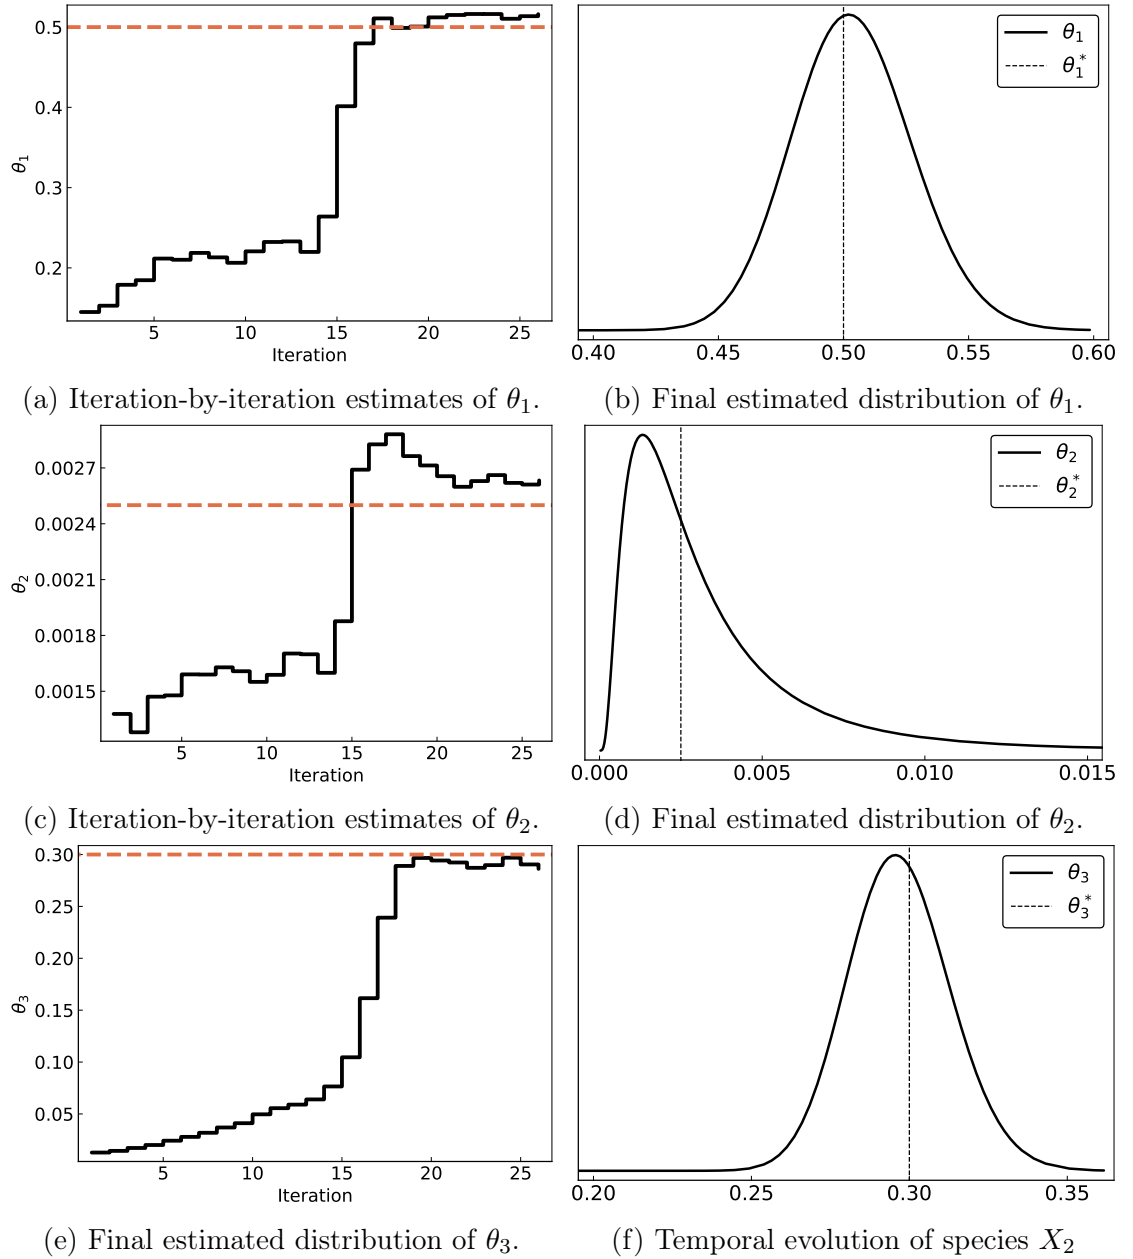 0.5
0.4
0.3
0.2
θ₁
5 10 15 20 25
Iteration
θ₁
θ₁*
0.40 0.45 0.50 0.55 0.60
(a) Iteration-by-iteration estimates of θ₁.
(b) Final estimated distribution of θ₁.
0.0027
0.0024
0.0021
0.0018
0.0015
θ₂
5 10 15 20 25
Iteration
θ₂
θ₂*
0.000 0.005 0.010 0.015
(c) Iteration-by-iteration estimates of θ₂.
(d) Final estimated distribution of θ₂.
0.30
0.25
0.20
0.15
0.10
0.05
θ₃
5 10 15 20 25
Iteration
θ₃
θ₃*
0.20 0.25 0.30 0.35
(e) Final estimated distribution of θ₃.
(f) Temporal evolution of species X₂